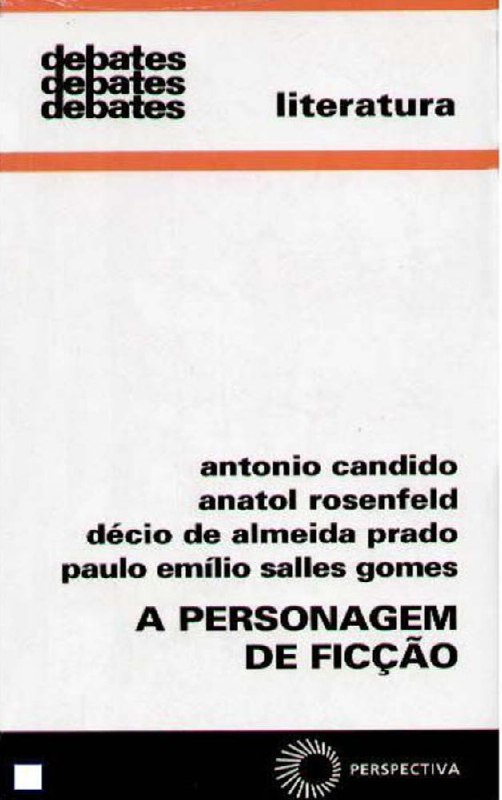 debates
debates
debates
literatura
antonio candido
anatol rosenfeld
décio de almeida prado
paulo emílio salles gomes
A PERSONAGEM
DE FICÇÃO
PERSPECTIVA